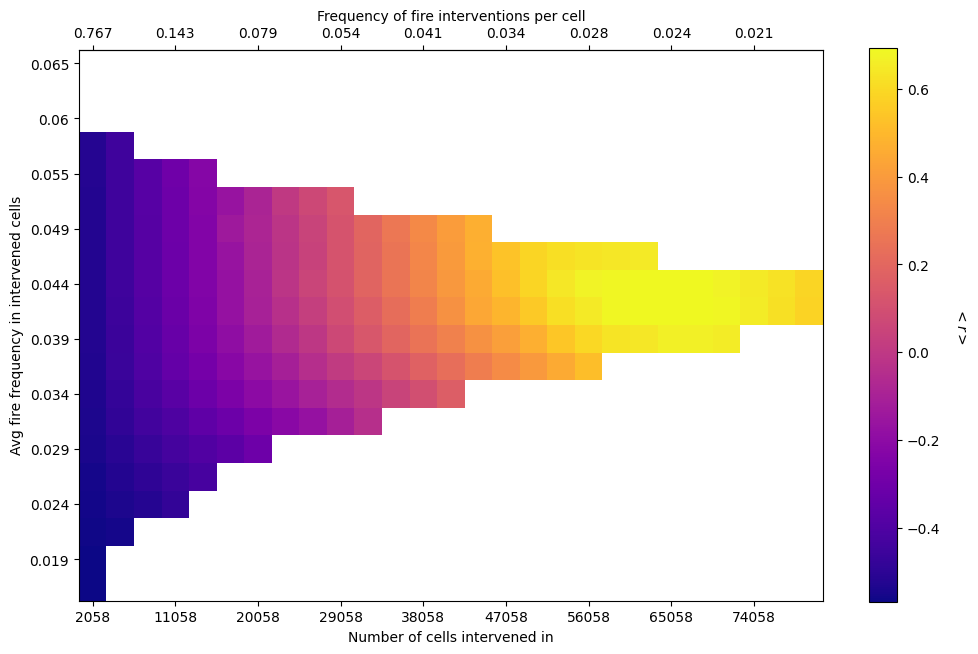 Frequency of fire interventions per cell
0.767 0.143 0.079 0.054 0.041 0.034 0.028 0.024 0.021
Avg fire frequency in intervened cells
0.065
0.06
0.055
0.049
0.044
0.039
0.034
0.029
0.024
0.019
2058 11058 20058 29058 38058 47058 56058 65058 74058
Number of cells intervened in
0.6
0.4
0.2
0.0
−0.2
−0.4
< r >